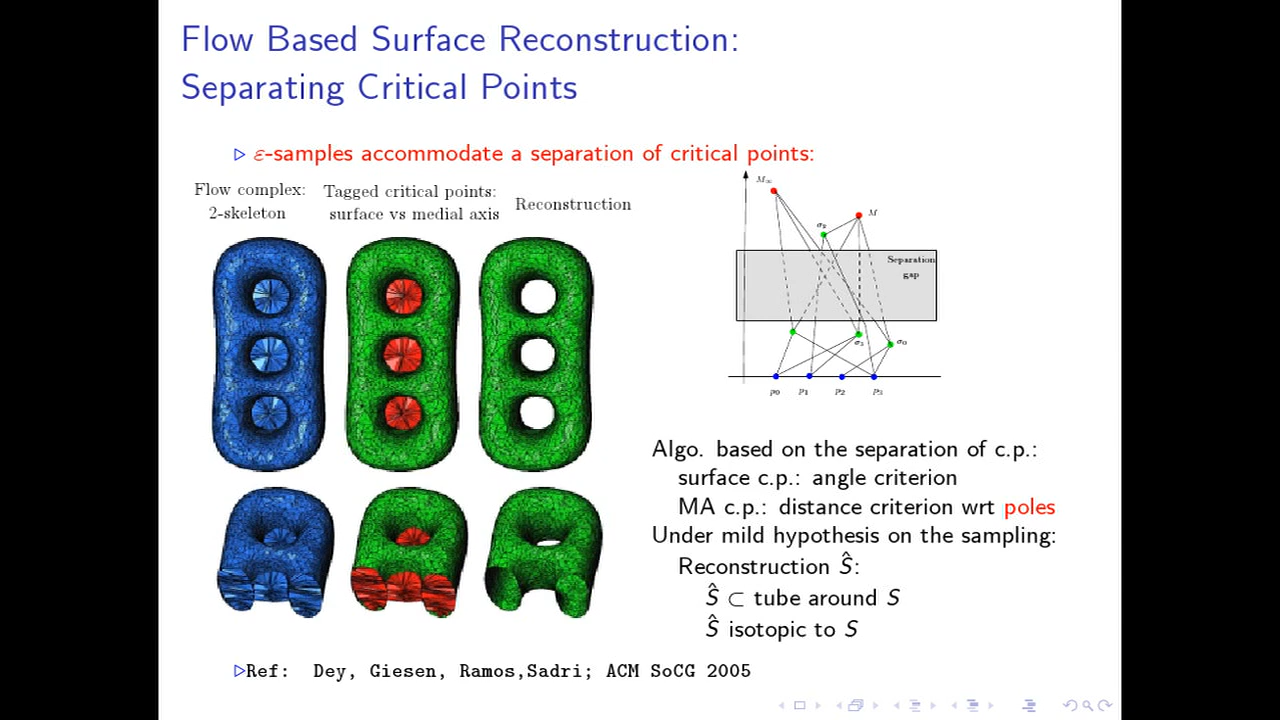 Flow Based Surface Reconstruction:
Separating Critical Points
▷ ε-samples accommodate a separation of critical points:
Flow complex:
2-skeleton
Tagged critical points:
surface vs medial axis
Reconstruction
M∞
M
σ₂
Separation
gap
σ₁
σ₀
p₀ p₁ p₂ p₃
Algo. based on the separation of c.p.:
surface c.p.: angle criterion
MA c.p.: distance criterion wrt poles
Under mild hypothesis on the sampling:
Reconstruction Ŝ:
Ŝ ⊂ tube around S
Ŝ isotopic to S
▷Ref: Dey, Giesen, Ramos,Sadri; ACM SoCG 2005